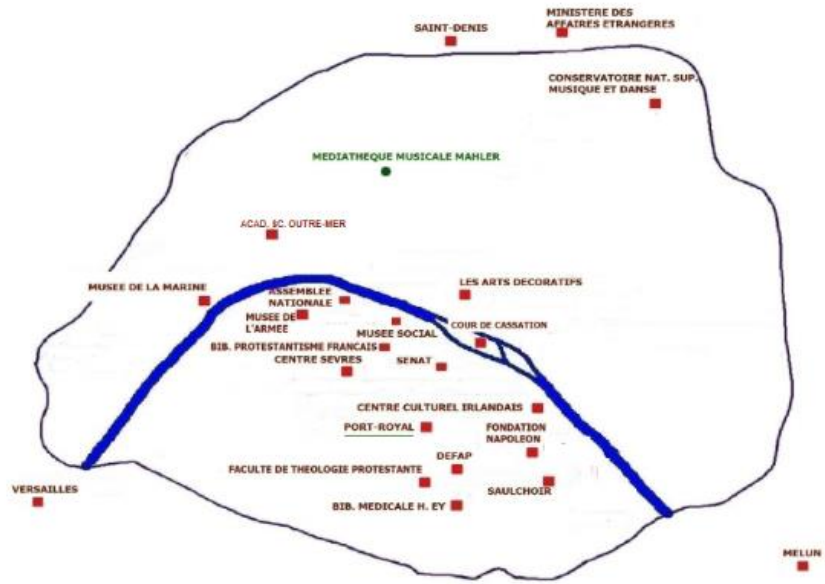 SAINT-DENIS
MINISTERE DES
AFFAIRES ETRANGERES
CONSERVATOIRE NAT. SUP.
MUSIQUE ET DANSE
MEDIATHEQUE MUSICALE MAHLER
ACAD. SC. OUTRE-MER
MUSEE DE LA MARINE
ASSEMBLEE
NATIONALE
LES ARTS DECORATIFS
MUSEE DE
L'ARMEE
MUSEE SOCIAL
COUR DE CASSATION
BIB. PROTESTANTISME FRANCAIS
CENTRE SEVRES
SENAT
CENTRE CULTUREL IRLANDAIS
PORT-ROYAL
FONDATION
NAPOLEON
DEFAP
FACULTE DE THEOLOGIE PROTESTANTE
SAULCHOIR
VERSAILLES
BIB. MEDICALE H. EY
MELUN